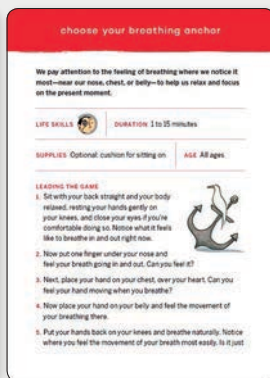 choose your breathing anchor
We pay attention to the feeling of breathing where we notice it
most—near our nose, chest, or belly—to help us relax and focus
on the present moment.
LIFE SKILLS
DURATION 1 to 15 minutes
SUPPLIES Optional: cushion for sitting on
AGE All ages
LEADING THE GAME
1. Sit with your back straight and your body
relaxed, resting your hands gently on
your knees, and close your eyes if you're
comfortable doing so. Notice what it feels
like to breathe in and out right now.
2. Now put one finger under your nose and
feel your breath going in and out. Can you feel it?
3. Next, place your hand on your chest, over your heart. Can you
feel your hand moving when you breathe?
4. Now place your hand on your belly and feel the movement of
your breathing there.
5. Put your hands back on your knees and breathe naturally. Notice
where you feel the movement of your breath most easily. Is it just